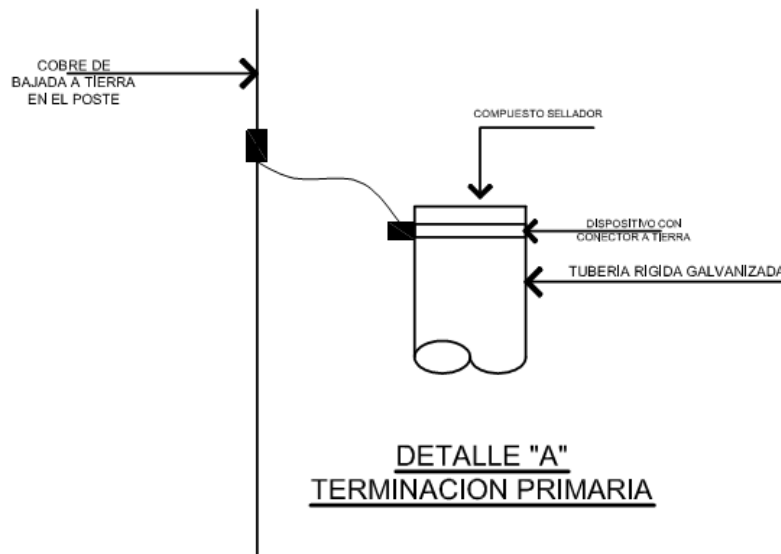 COBRE DE
BAJADA A TIERRA
EN EL POSTE
COMPUESTO SELLADOR
DISPOSITIVO CON
CONECTOR A TIERRA
TUBERIA RIGIDA GALVANIZADA
DETALLE "A"
TERMINACION PRIMARIA